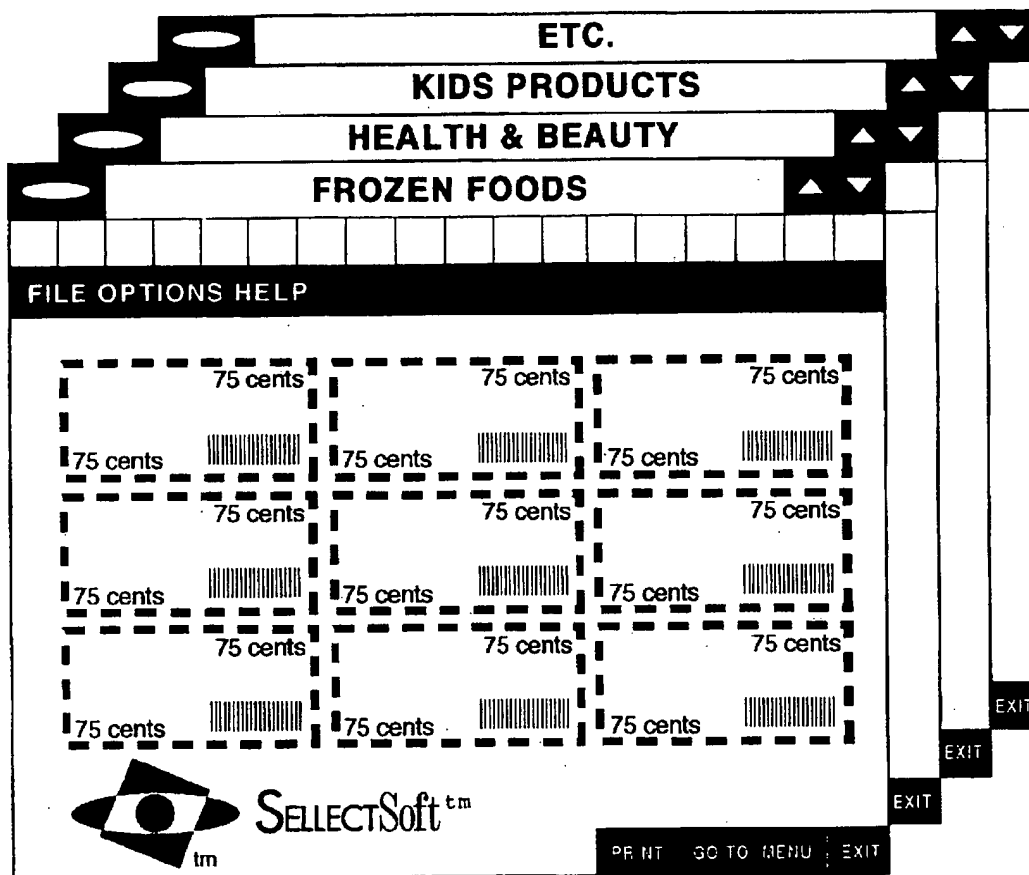 ETC.
KIDS PRODUCTS
HEALTH & BEAUTY
FROZEN FOODS
FILE OPTIONS HELP
75 cents 75 cents 75 cents
75 cents 75 cents 75 cents
75 cents 75 cents 75 cents
75 cents 75 cents 75 cents
75 cents 75 cents 75 cents
75 cents 75 cents 75 cents
EXIT
EXIT
EXIT
SELLECTSoft tm
tm
PRINT GO TO MENU EXIT